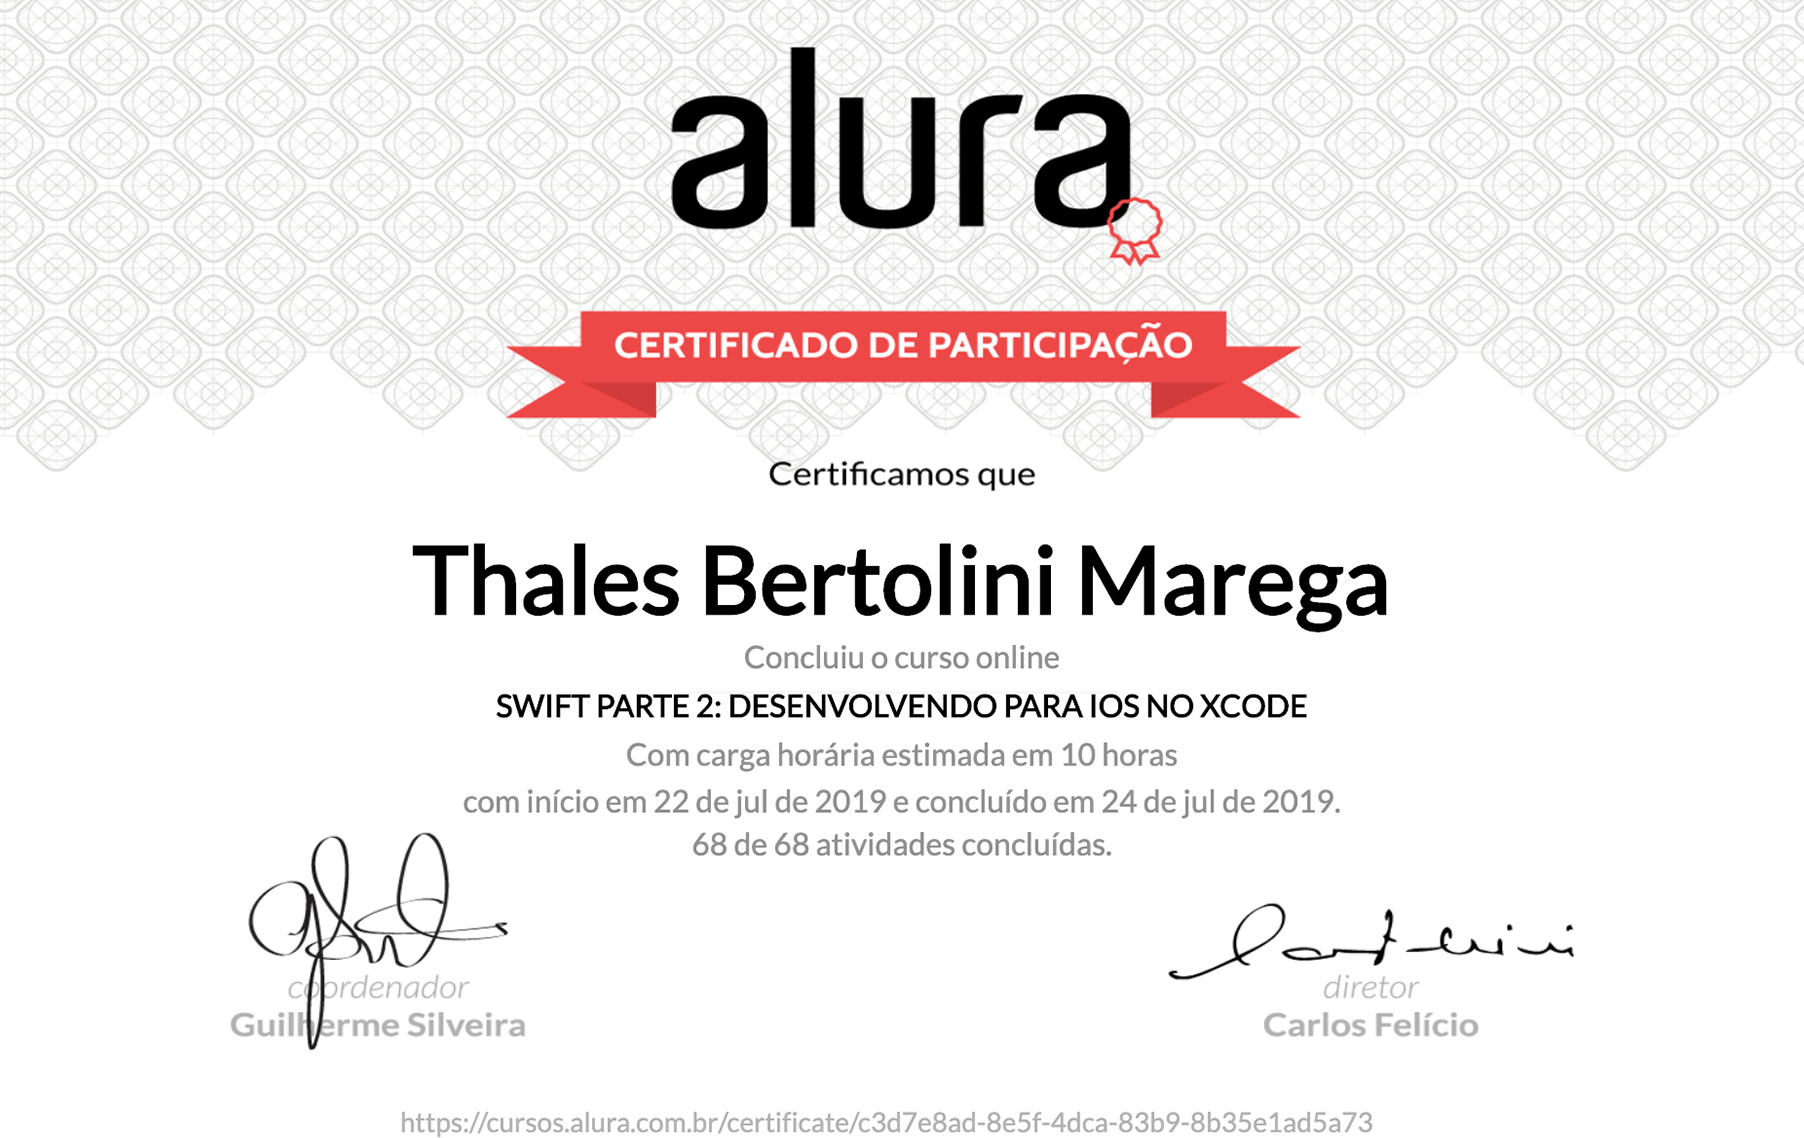 alura
CERTIFICADO DE PARTICIPAÇÃO
Certificamos que
Thales Bertolini Marega
Concluiu o curso online
SWIFT PARTE 2: DESENVOLVENDO PARA IOS NO XCODE
Com carga horária estimada em 10 horas
com início em 22 de jul de 2019 e concluído em 24 de jul de 2019.
68 de 68 atividades concluídas.
coordenador
Guilherme Silveira
diretor
Carlos Felício
https://cursos.alura.com.br/certificate/c3d7e8ad-8e5f-4dca-83b9-8b35e1ad5a73